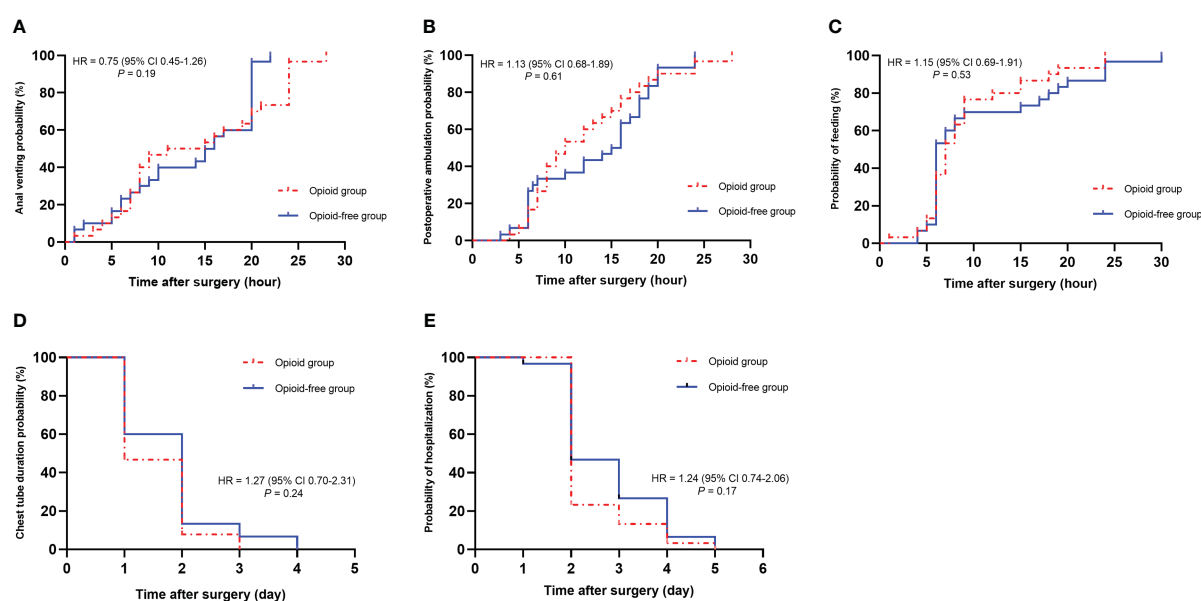 A
Anal venting probability (%)
100
80
60
40
20
0
HR = 0.75 (95% CI 0.45-1.26)
P = 0.19
Opioid group
Opioid-free group
0 5 10 15 20 25 30
Time after surgery (hour)
B
Postoperative ambulation probability (%)
100
80
60
40
20
0
HR = 1.13 (95% CI 0.68-1.89)
P = 0.61
Opioid group
Opioid-free group
0 5 10 15 20 25 30
Time after surgery (hour)
C
Probability of feeding (%)
100
80
60
40
20
0
HR = 1.15 (95% CI 0.69-1.91)
P = 0.53
Opioid group
Opioid-free group
0 5 10 15 20 25 30
Time after surgery (hour)
D
Chest tube duration probability (%)
100
80
60
40
20
0
Opioid group
Opioid-free group
HR = 1.27 (95% CI 0.70-2.31)
P = 0.24
0 1 2 3 4 5
Time after surgery (day)
E
Probability of hospitalization (%)
100
80
60
40
20
0
Opioid group
Opioid-free group
HR = 1.24 (95% CI 0.74-2.06)
P = 0.17
0 1 2 3 4 5 6
Time after surgery (day)